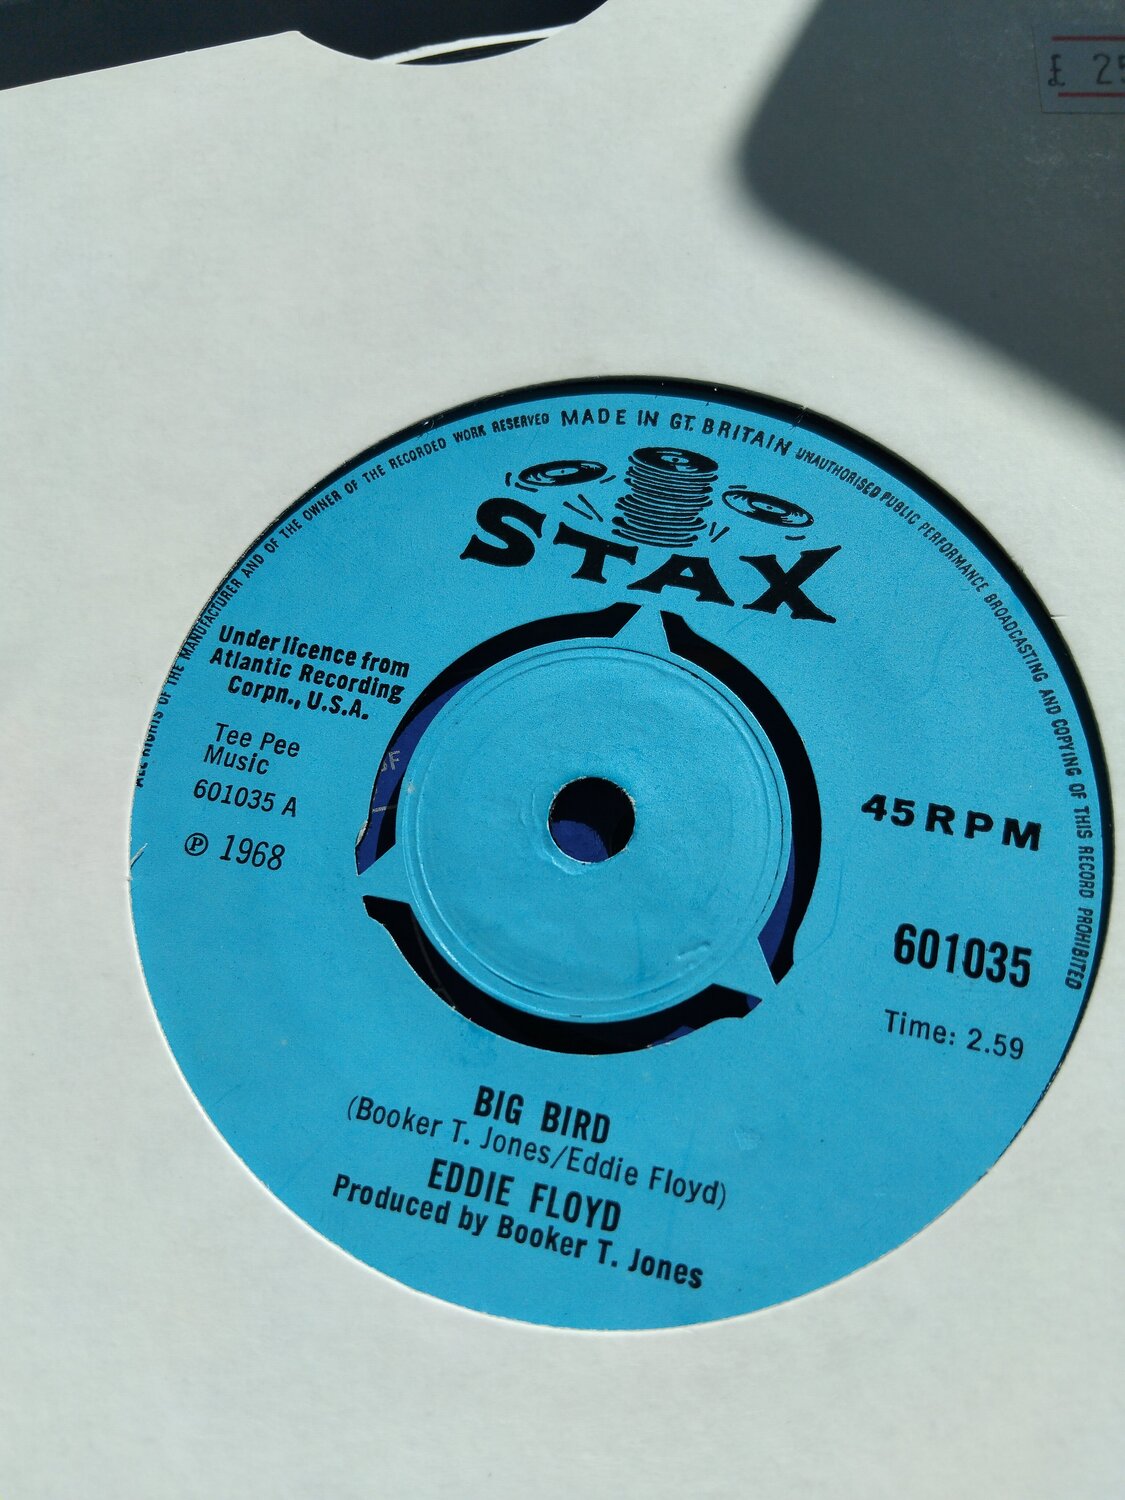 £ 25
ALL RIGHTS OF THE MANUFACTURER AND OF THE OWNER OF THE RECORDED WORK RESERVED MADE IN GT. BRITAIN UNAUTHORISED PUBLIC PERFORMANCE BROADCASTING AND COPYING OF THIS RECORD PROHIBITED
STAX
Under licence from
Atlantic Recording
Corpn., U.S.A.
Tee Pee
Music
601035 A
℗ 1968
45 RPM
601035
Time: 2.59
BIG BIRD
(Booker T. Jones/Eddie Floyd)
EDDIE FLOYD
Produced by Booker T. Jones